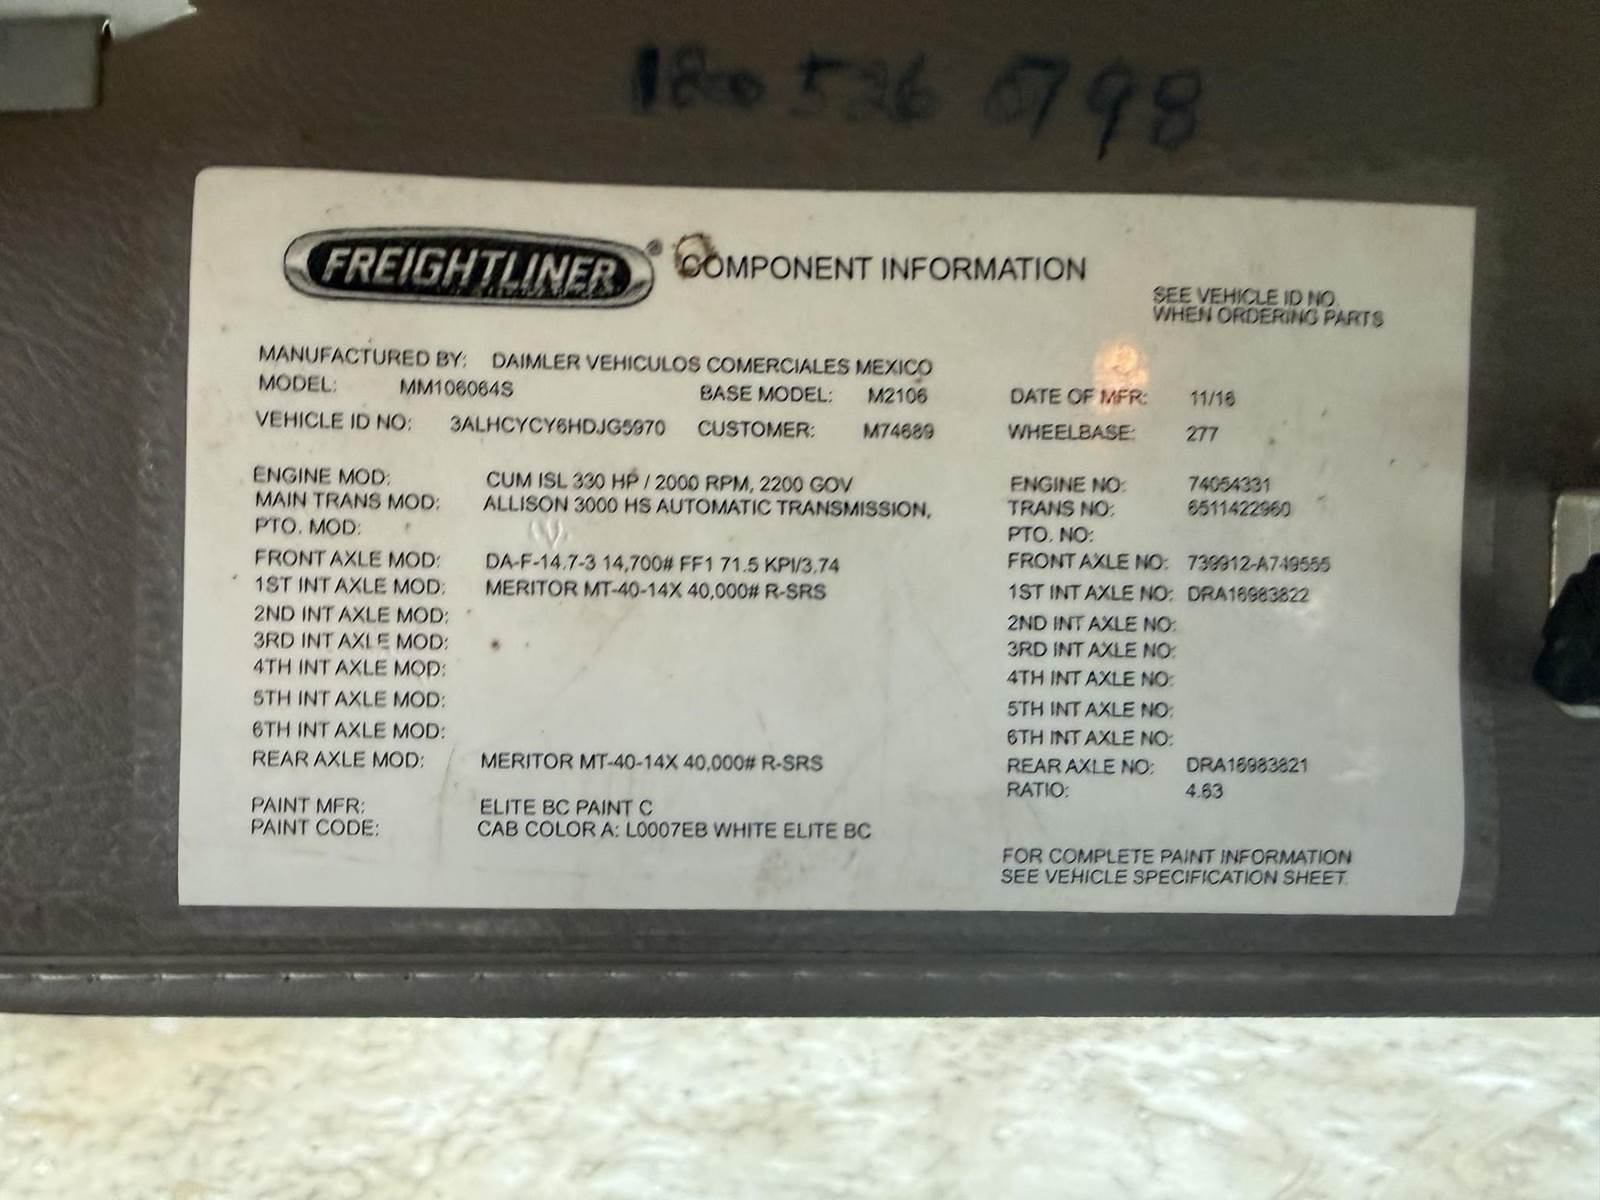 FREIGHTLINER® COMPONENT INFORMATION
SEE VEHICLE ID NO.
WHEN ORDERING PARTS
MANUFACTURED BY: DAIMLER VEHICULOS COMERCIALES MEXICO
MODEL: MM106064S BASE MODEL: M2106 DATE OF MFR: 11/16
VEHICLE ID NO: 3ALHCYCY6HDJG5970 CUSTOMER: M74689 WHEELBASE: 277
ENGINE MOD: CUM ISL 330 HP / 2000 RPM, 2200 GOV ENGINE NO: 74054331
MAIN TRANS MOD: ALLISON 3000 HS AUTOMATIC TRANSMISSION, TRANS NO: 6511422960
PTO. MOD: PTO. NO:
FRONT AXLE MOD: DA-F-14.7-3 14,700# FF1 71.5 KPI/3.74 FRONT AXLE NO: 739912-A749555
1ST INT AXLE MOD: MERITOR MT-40-14X 40,000# R-SRS 1ST INT AXLE NO: DRA16983822
2ND INT AXLE MOD: 2ND INT AXLE NO:
3RD INT AXLE MOD: 3RD INT AXLE NO:
4TH INT AXLE MOD: 4TH INT AXLE NO:
5TH INT AXLE MOD: 5TH INT AXLE NO:
6TH INT AXLE MOD: 6TH INT AXLE NO:
REAR AXLE MOD: MERITOR MT-40-14X 40,000# R-SRS REAR AXLE NO: DRA16983821
RATIO: 4.63
PAINT MFR: ELITE BC PAINT C
PAINT CODE: CAB COLOR A: L0007EB WHITE ELITE BC
FOR COMPLETE PAINT INFORMATION
SEE VEHICLE SPECIFICATION SHEET.